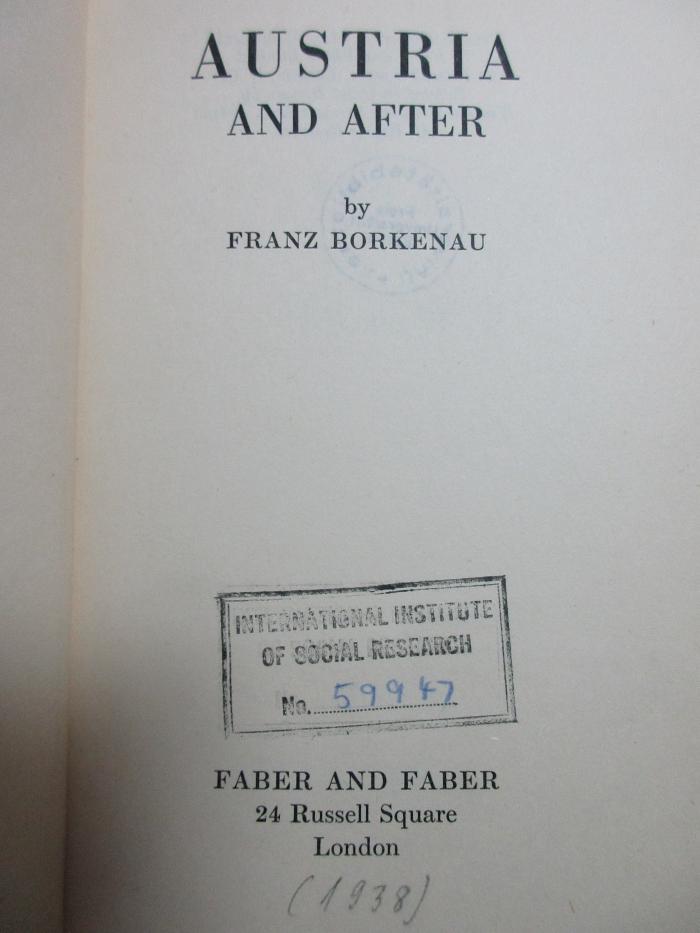 AUSTRIA
AND AFTER
by
FRANZ BORKENAU
INTERNATIONAL INSTITUTE
OF SOCIAL RESEARCH
No. 59947
FABER AND FABER
24 Russell Square
London
(1938)